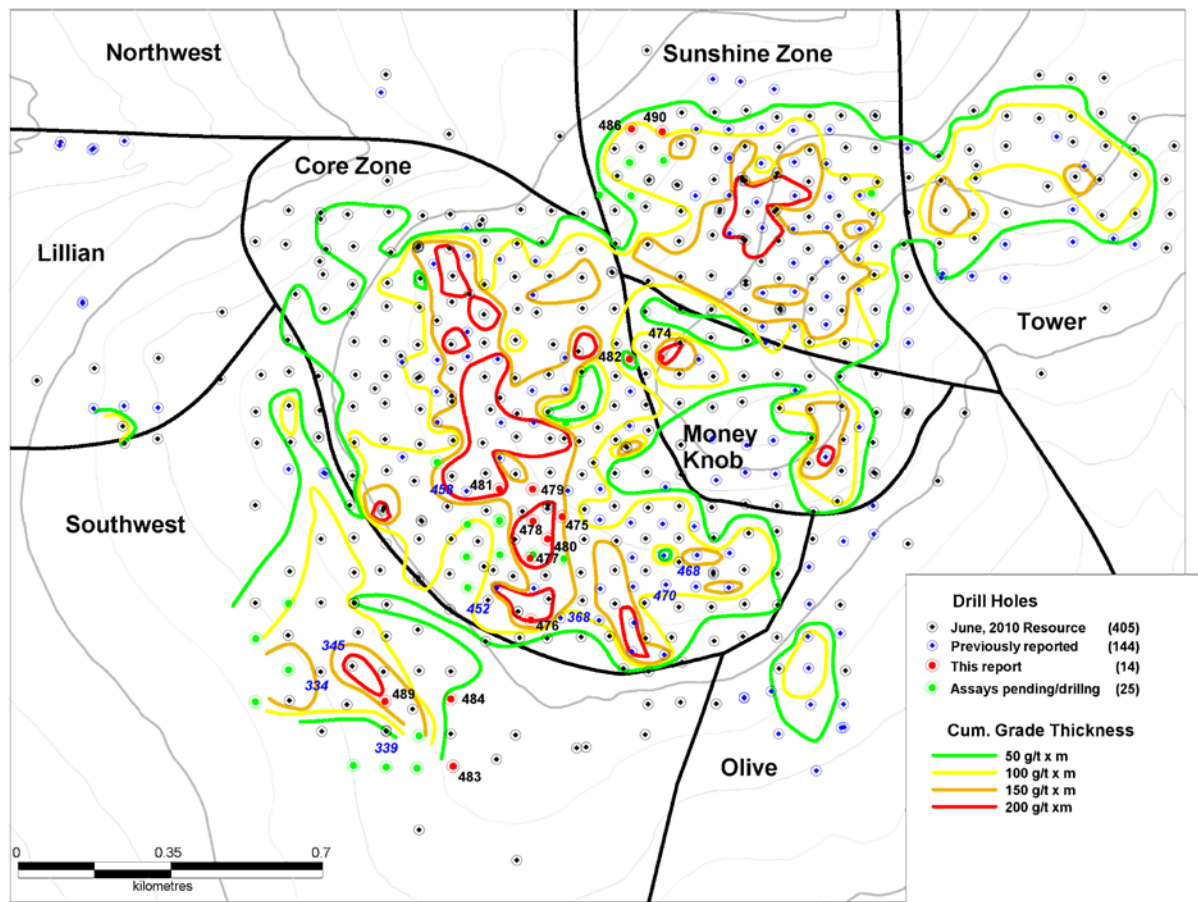 Northwest
Sunshine Zone
486
490
Core Zone
Lillian
Tower
474
482
Money
Knob
458
481
479
475
478
480
477
Southwest
468
470
452
368
476
345
334
489
484
339
483
Olive
Drill Holes
June, 2010 Resource (405)
Previously reported (144)
This report (14)
Assays pending/drillng (25)
Cum. Grade Thickness
50 g/t x m
100 g/t x m
150 g/t x m
200 g/t xm
0 0.35 0.7
kilometres